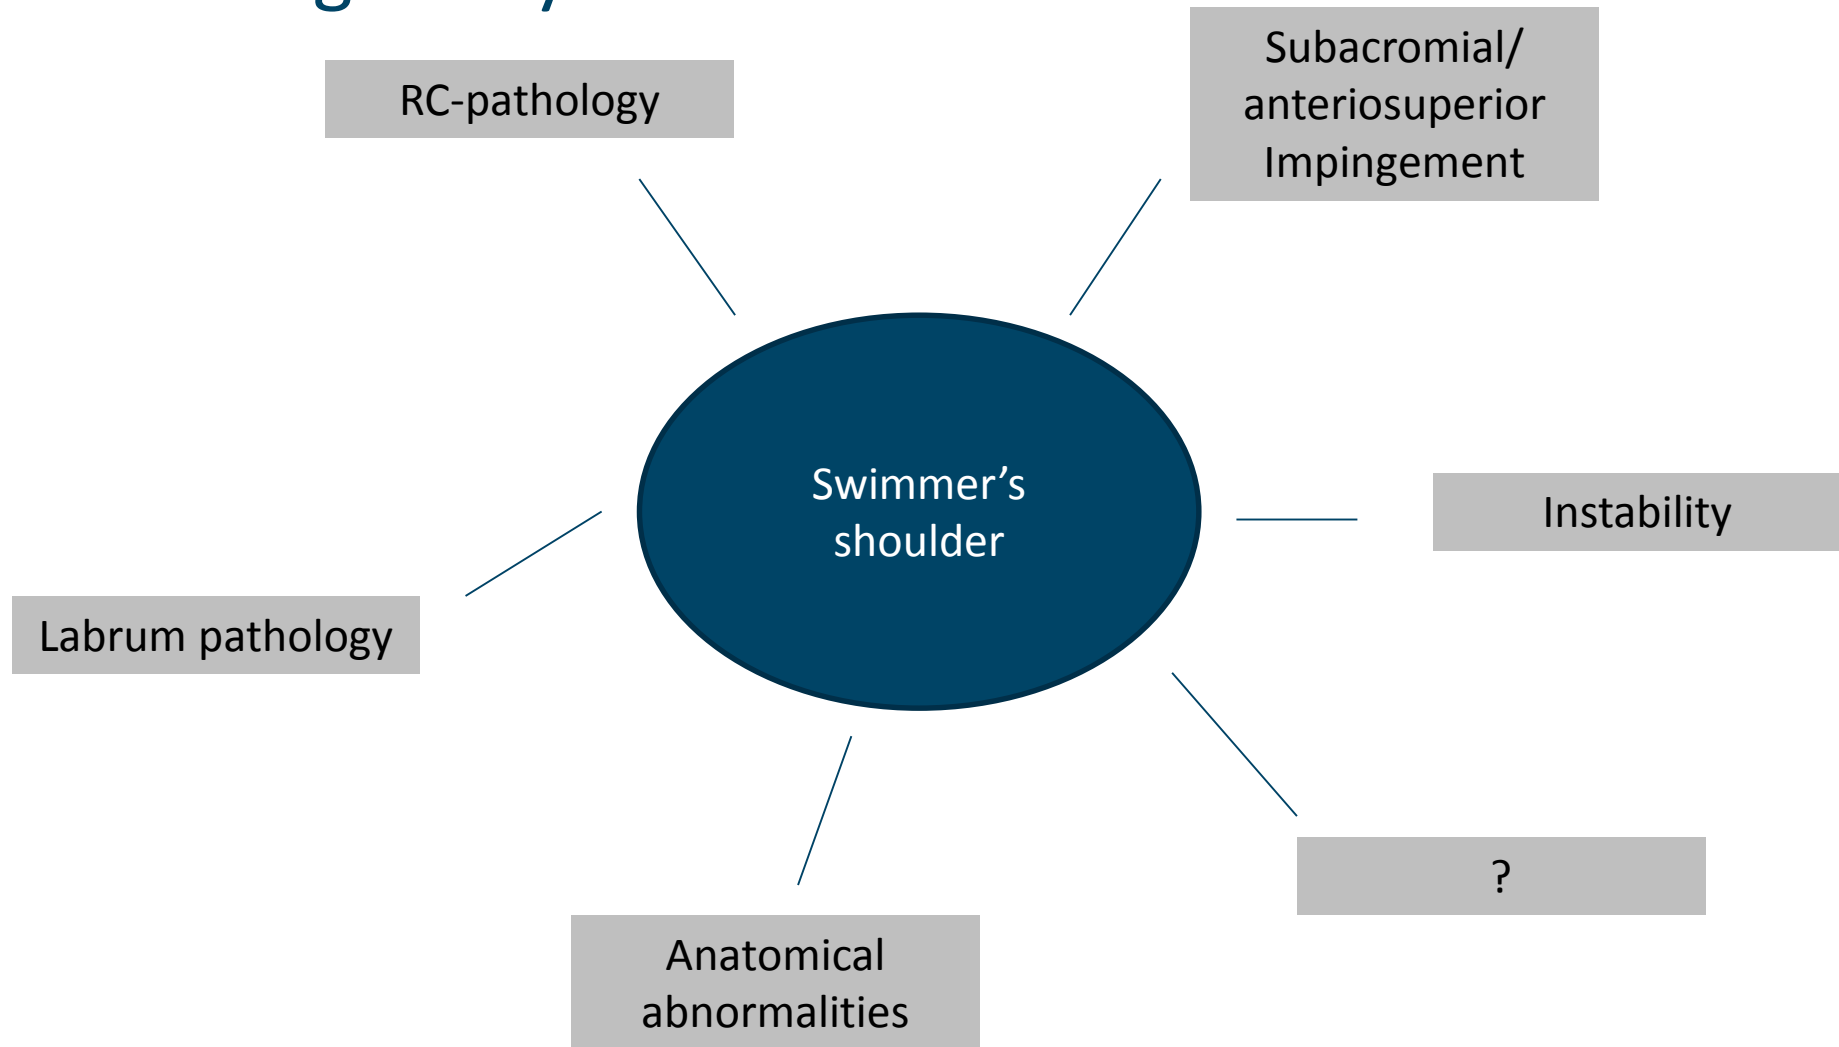 RC-pathology
Subacromial/
anteriosuperior
Impingement
Swimmer’s
shoulder
Instability
Labrum pathology
?
Anatomical
abnormalities